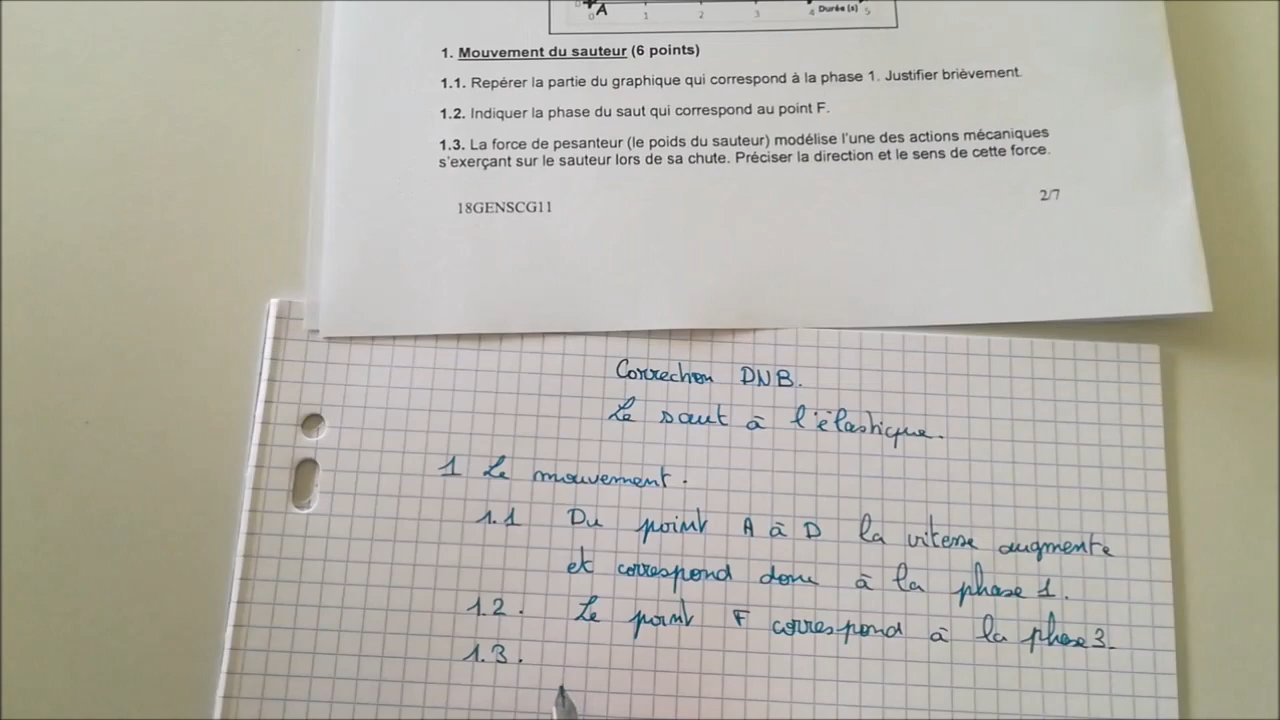 0 A 1 2 3 4 Durée (s) 5
1. Mouvement du sauteur (6 points)
1.1. Repérer la partie du graphique qui correspond à la phase 1. Justifier brièvement.
1.2. Indiquer la phase du saut qui correspond au point F.
1.3. La force de pesanteur (le poids du sauteur) modélise l'une des actions mécaniques
s'exerçant sur le sauteur lors de sa chute. Préciser la direction et le sens de cette force.
18GENSCG11
2/7
Correction DNB.
Le saut à l'élastique.
1 Le mouvement.
1.1 Du point A à D la vitesse augmente
et correspond donc à la phase 1.
1.2. Le point F correspond à la phase 3.
1.3.